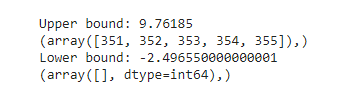 Upper bound: 9.76185
(array([351, 352, 353, 354, 355]),)
Lower bound: -2.496550000000001
(array([], dtype=int64),)